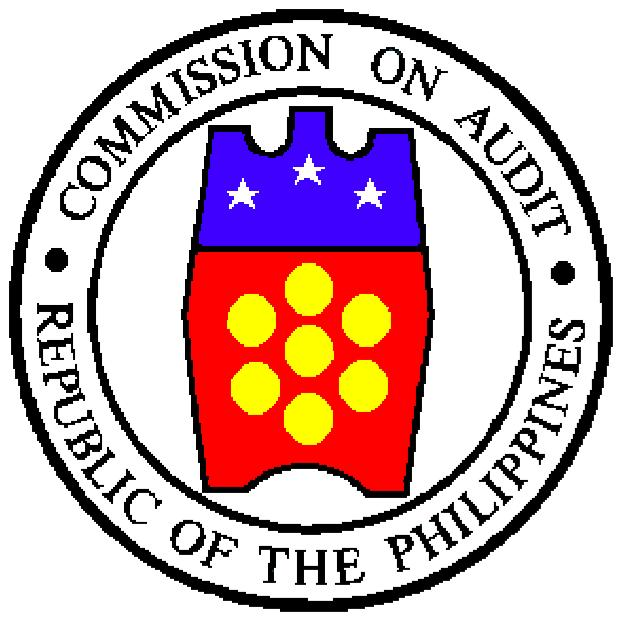 COMMISSION ON AUDIT
REPUBLIC OF THE PHILIPPINES